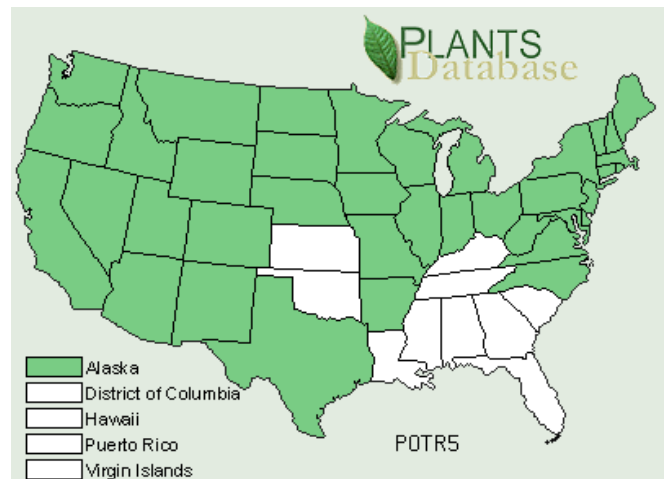 PLANTS
Database
Alaska
District of Columbia
Hawaii
Puerto Rico
Virgin Islands
POTR5